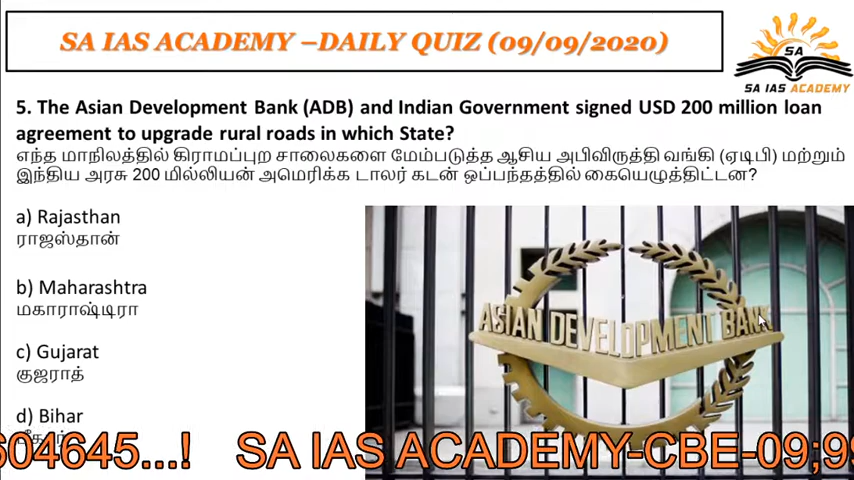 SA IAS ACADEMY –DAILY QUIZ (09/09/2020)
SA
SA IAS ACADEMY
5. The Asian Development Bank (ADB) and Indian Government signed USD 200 million loan
agreement to upgrade rural roads in which State?
எந்த மாநிலத்தில் கிராமப்புற சாலைகளை மேம்படுத்த ஆசிய அபிவிருத்தி வங்கி (ஏடிபி) மற்றும்
இந்திய அரசு 200 மில்லியன் அமெரிக்க டாலர் கடன் ஒப்பந்தத்தில் கையெழுத்திட்டன?
a) Rajasthan
ராஜஸ்தான்
b) Maharashtra
மகாராஷ்டிரா
c) Gujarat
குஜராத்
d) Bihar
ASIAN DEVELOPMENT BANK
604645...! SA IAS ACADEMY-CBE-09;99